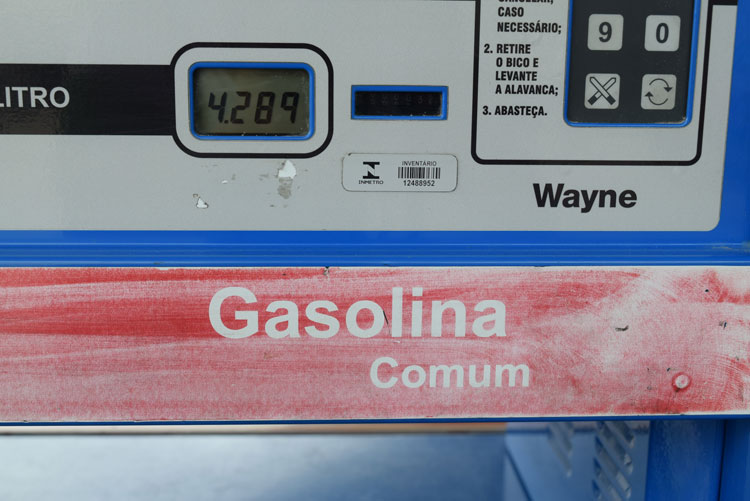 CASO
NECESSÁRIO;
2. RETIRE
O BICO E
LEVANTE
A ALAVANCA;
3. ABASTEÇA.
9 0
LITRO
4.289
INMETRO
INVENTÁRIO
12488952
Wayne
Gasolina
Comum